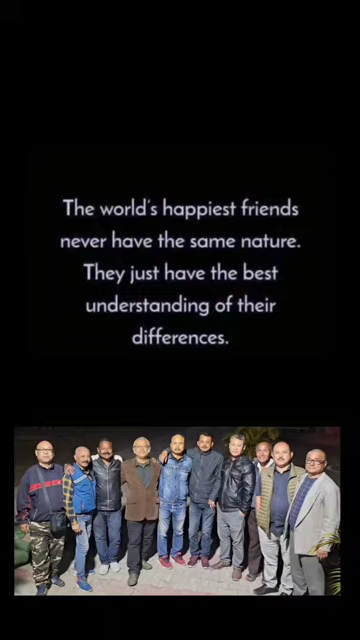 The world's happiest friends
never have the same nature.
They just have the best
understanding of their
differences.